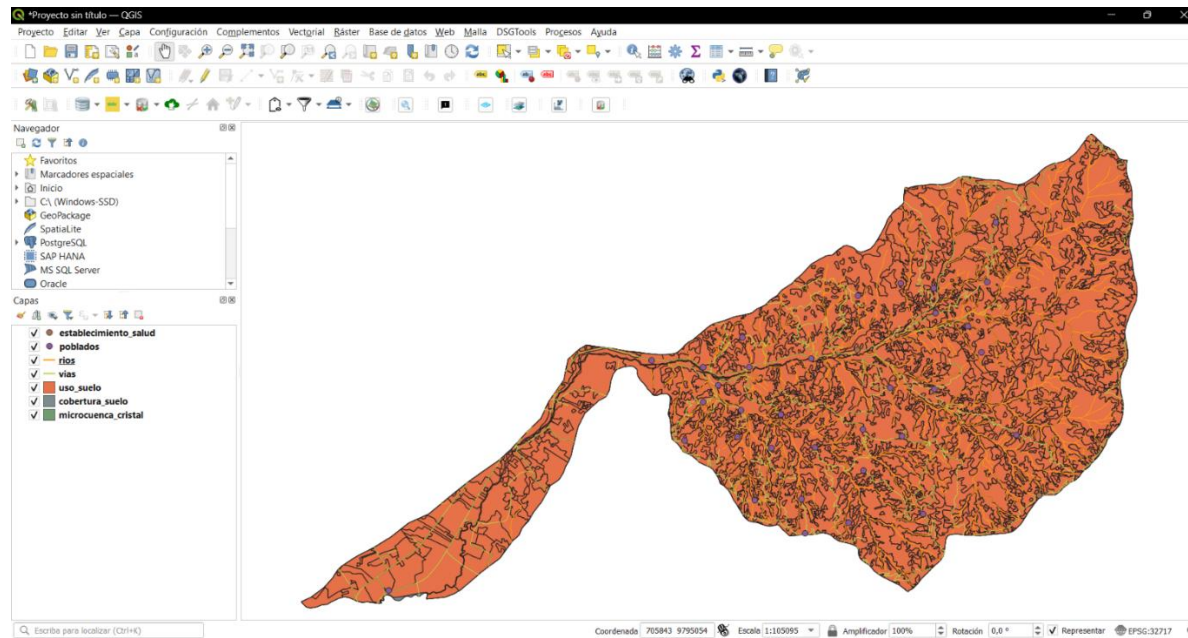 *Proyecto sin título — QGIS
Proyecto Editar Ver Capa Configuración Complementos Vectorial Ráster Base de datos Web Malla DSGTools Procesos Ayuda
Navegador
Favoritos
Marcadores espaciales
Inicio
C:\ (Windows-SSD)
GeoPackage
SpatiaLite
PostgreSQL
SAP HANA
MS SQL Server
Oracle
Capas
establecimiento_salud
poblados
rios
vias
uso_suelo
cobertura_suelo
microcuenca_cristal
Escriba para localizar (Ctrl+K)
Coordenada 705843 9795054 Escala 1:105095 Amplificador 100% Rotación 0,0 ° Representar EPSG:32717